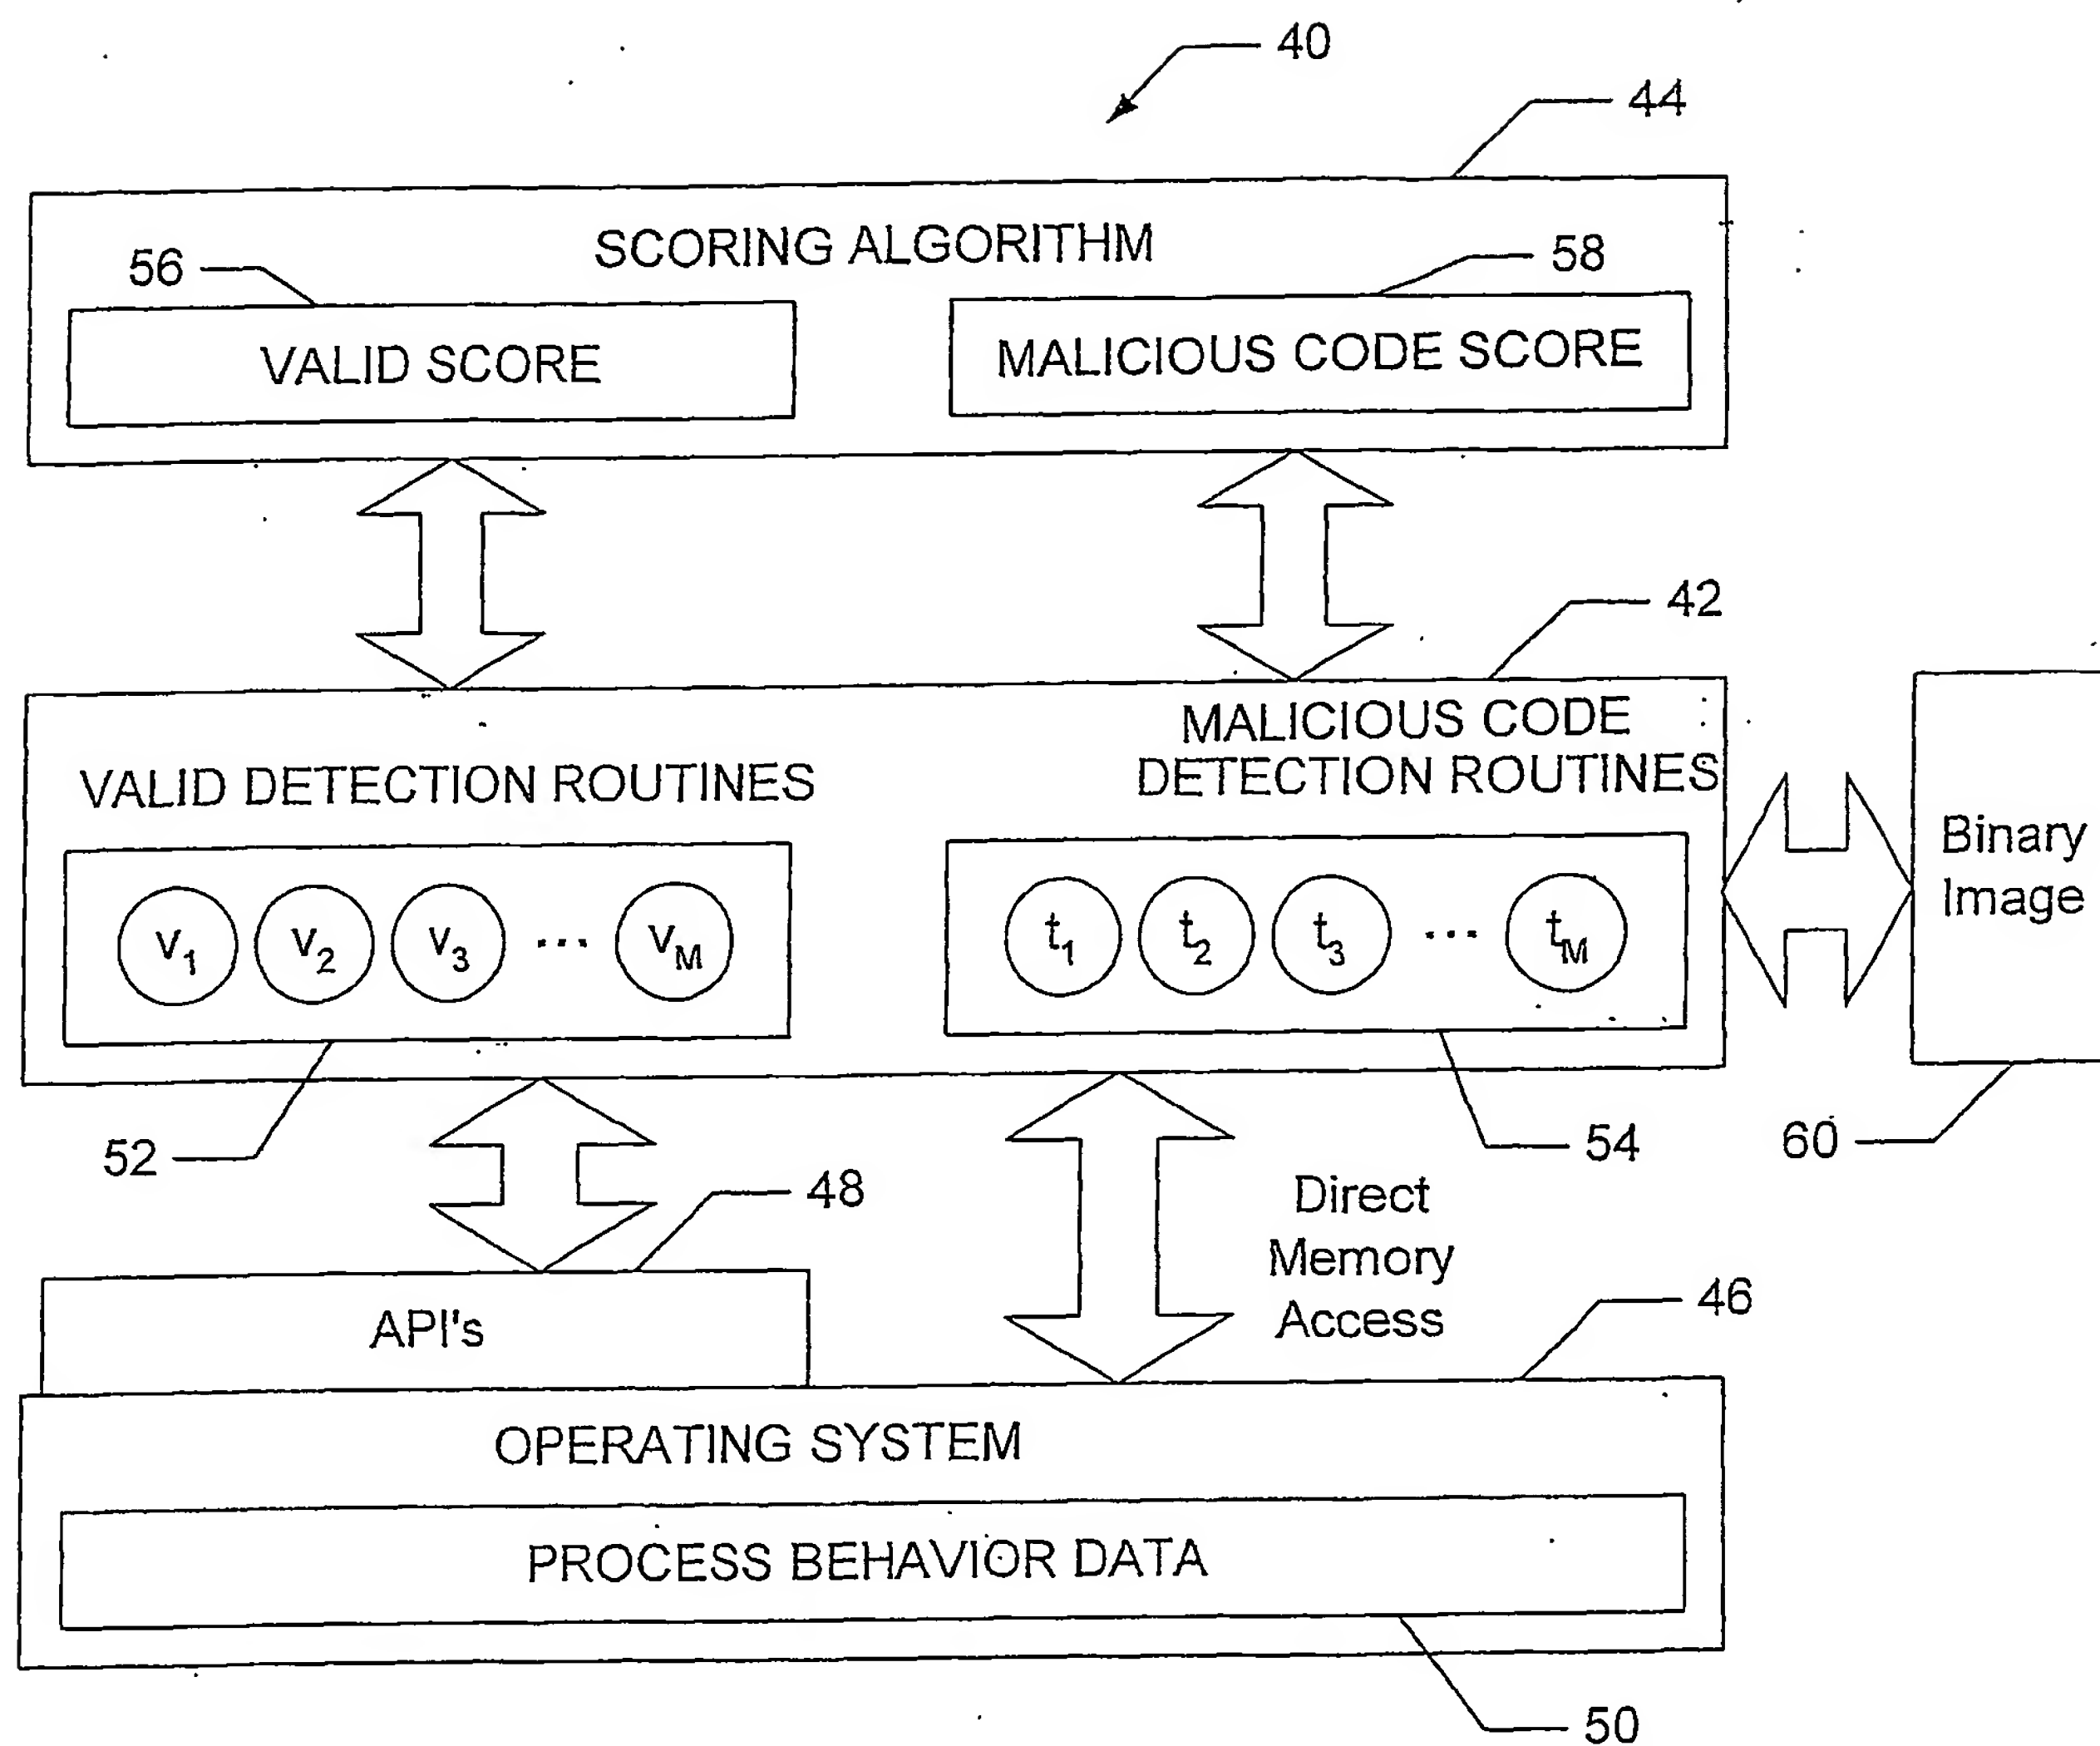 40
44
SCORING ALGORITHM
56
58
VALID SCORE
MALICIOUS CODE SCORE
42
MALICIOUS CODE
DETECTION ROUTINES
VALID DETECTION ROUTINES
Binary
Image
v1 v2 v3 ... vM
t1 t2 t3 ... tM
52
54
60
48
Direct
Memory
Access
46
API's
OPERATING SYSTEM
PROCESS BEHAVIOR DATA
50